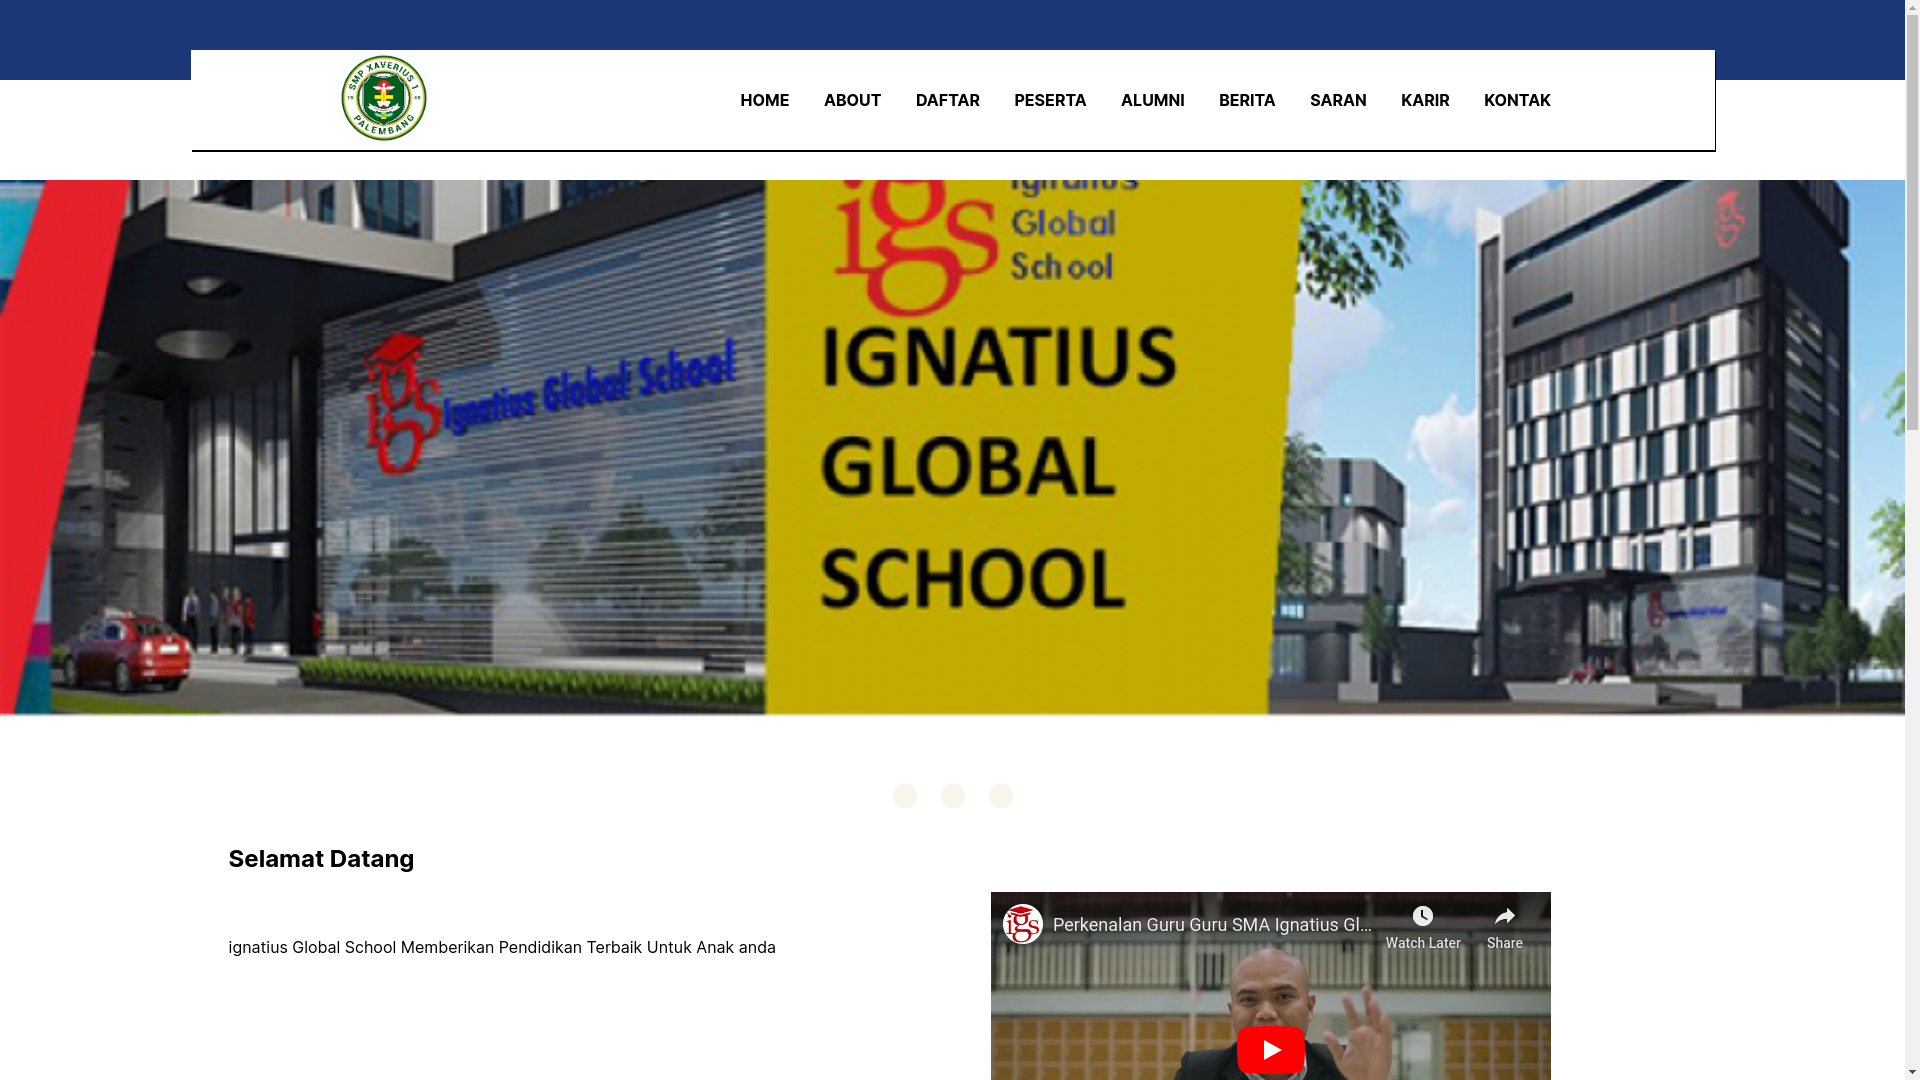 SMP XAVERIUS 1
PALEMBANG
HOME ABOUT DAFTAR PESERTA ALUMNI BERITA SARAN KARIR KONTAK
igs
Global
School
igs Ignatius Global School
IGNATIUS
GLOBAL
SCHOOL
Selamat Datang
ignatius Global School Memberikan Pendidikan Terbaik Untuk Anak anda
igs
Perkenalan Guru Guru SMA Ignatius Gl...
Watch Later
Share